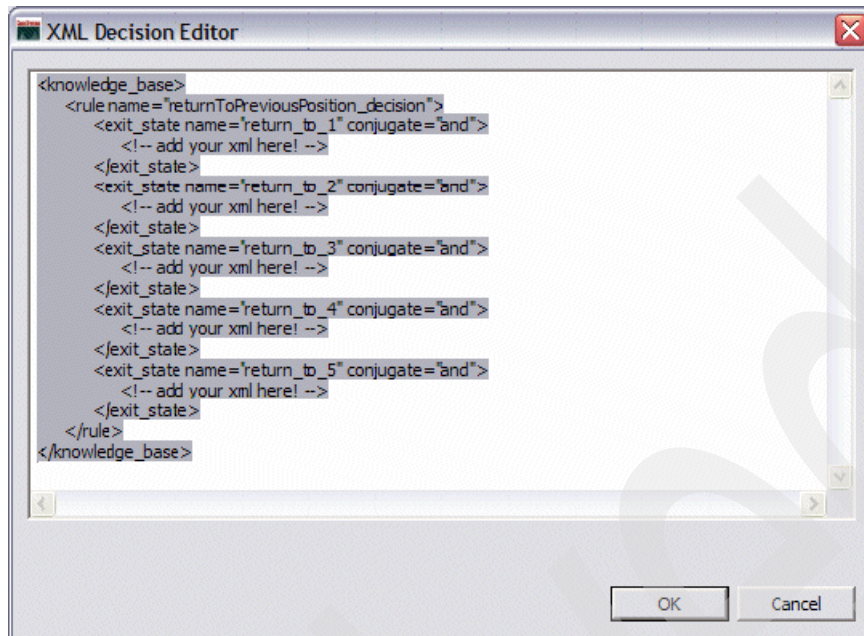 XML Decision Editor
<knowledge_base>
<rule name="returnToPreviousPosition_decision">
<exit_state name="return_to_1" conjugate="and">
<!-- add your xml here! -->
</exit_state>
<exit_state name="return_to_2" conjugate="and">
<!-- add your xml here! -->
</exit_state>
<exit_state name="return_to_3" conjugate="and">
<!-- add your xml here! -->
</exit_state>
<exit_state name="return_to_4" conjugate="and">
<!-- add your xml here! -->
</exit_state>
<exit_state name="return_to_5" conjugate="and">
<!-- add your xml here! -->
</exit_state>
</rule>
</knowledge_base>
OK Cancel